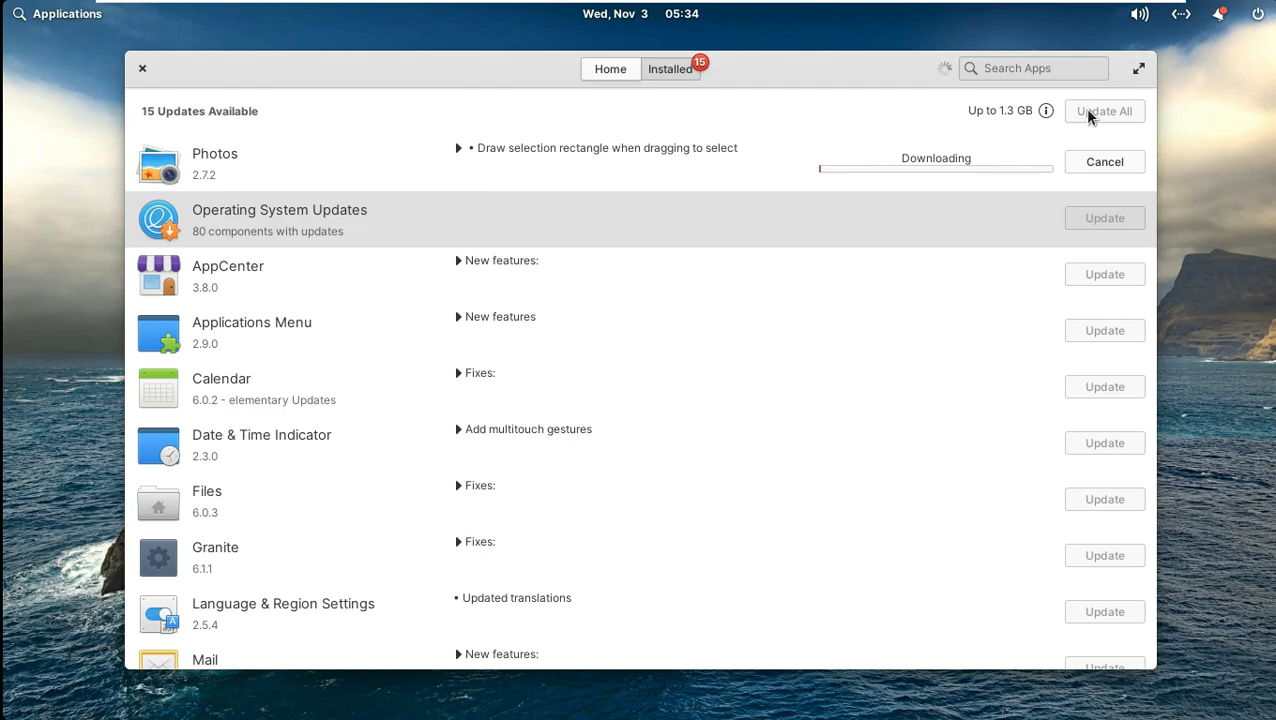 Applications
Wed, Nov 3 05:34
Home
Installed
15
Search Apps
15 Updates Available
Up to 1.3 GB
Update All
Photos
2.7.2
• Draw selection rectangle when dragging to select
Downloading
Cancel
Operating System Updates
80 components with updates
Update
AppCenter
3.8.0
New features:
Update
Applications Menu
2.9.0
New features
Update
Calendar
6.0.2 - elementary Updates
Fixes:
Update
Date & Time Indicator
2.3.0
Add multitouch gestures
Update
Files
6.0.3
Fixes:
Update
Granite
6.1.1
Fixes:
Update
Language & Region Settings
2.5.4
• Updated translations
Update
Mail
New features:
Update